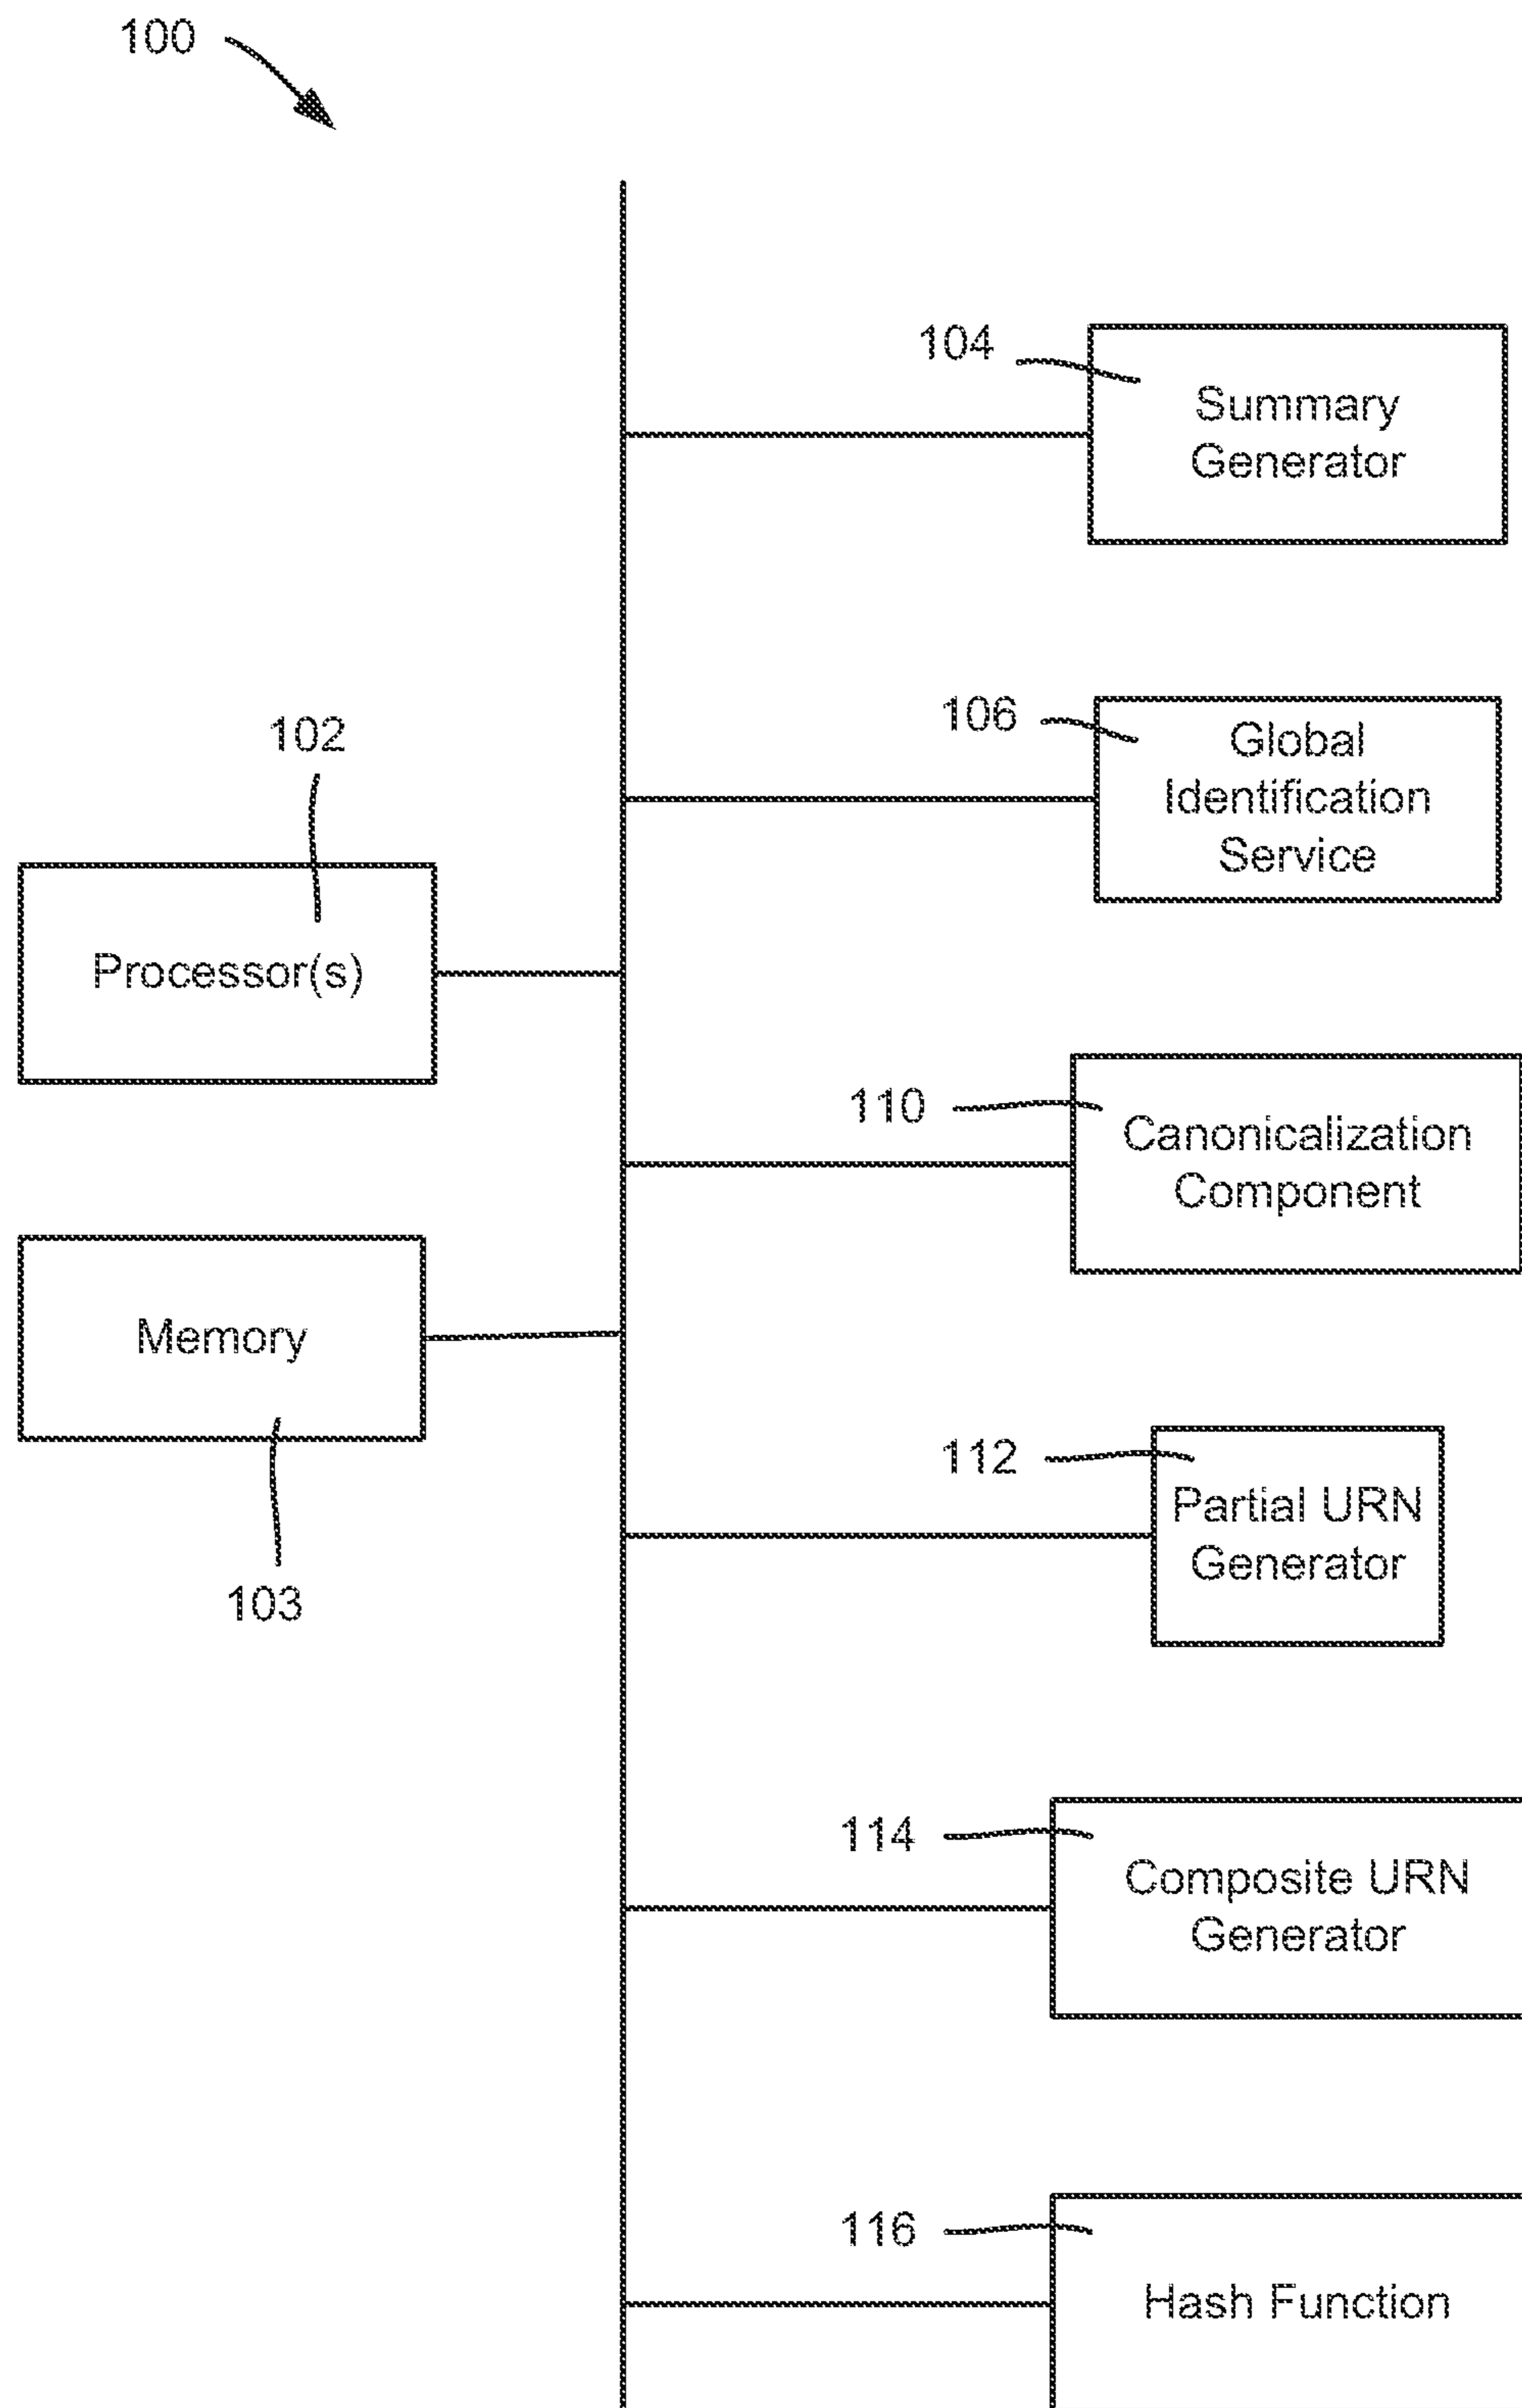 100
104
Summary
Generator
106
Global
Identification
Service
102
Processor(s)
110
Canonicalization
Component
Memory
103
112
Partial URN
Generator
114
Composite URN
Generator
116
Hash Function